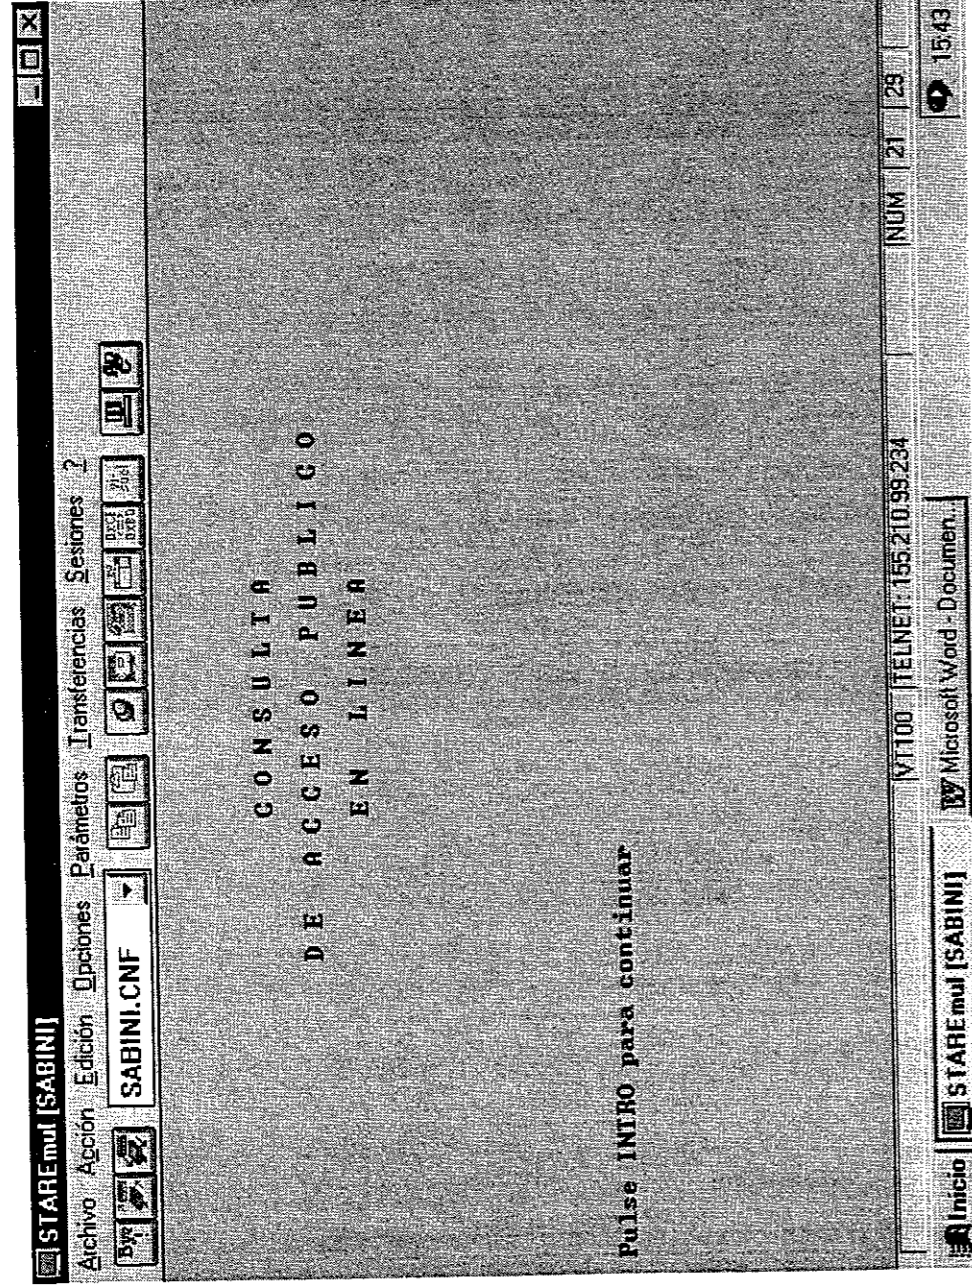 STAREmul [SABINI]
Archivo Acción Edición Opciones Parámetros Transferencias Sesiones ?
Bye SABINI.CNF
C O N S U L T A
D E A C C E S O P U B L I C O
E N L I N E A
Pulse INTRO para continuar
VT100 TELNET: 155.210.99.234 NUM 21 29
Inicio STAREmul [SABINI] Microsoft Word - Documen... 15:43